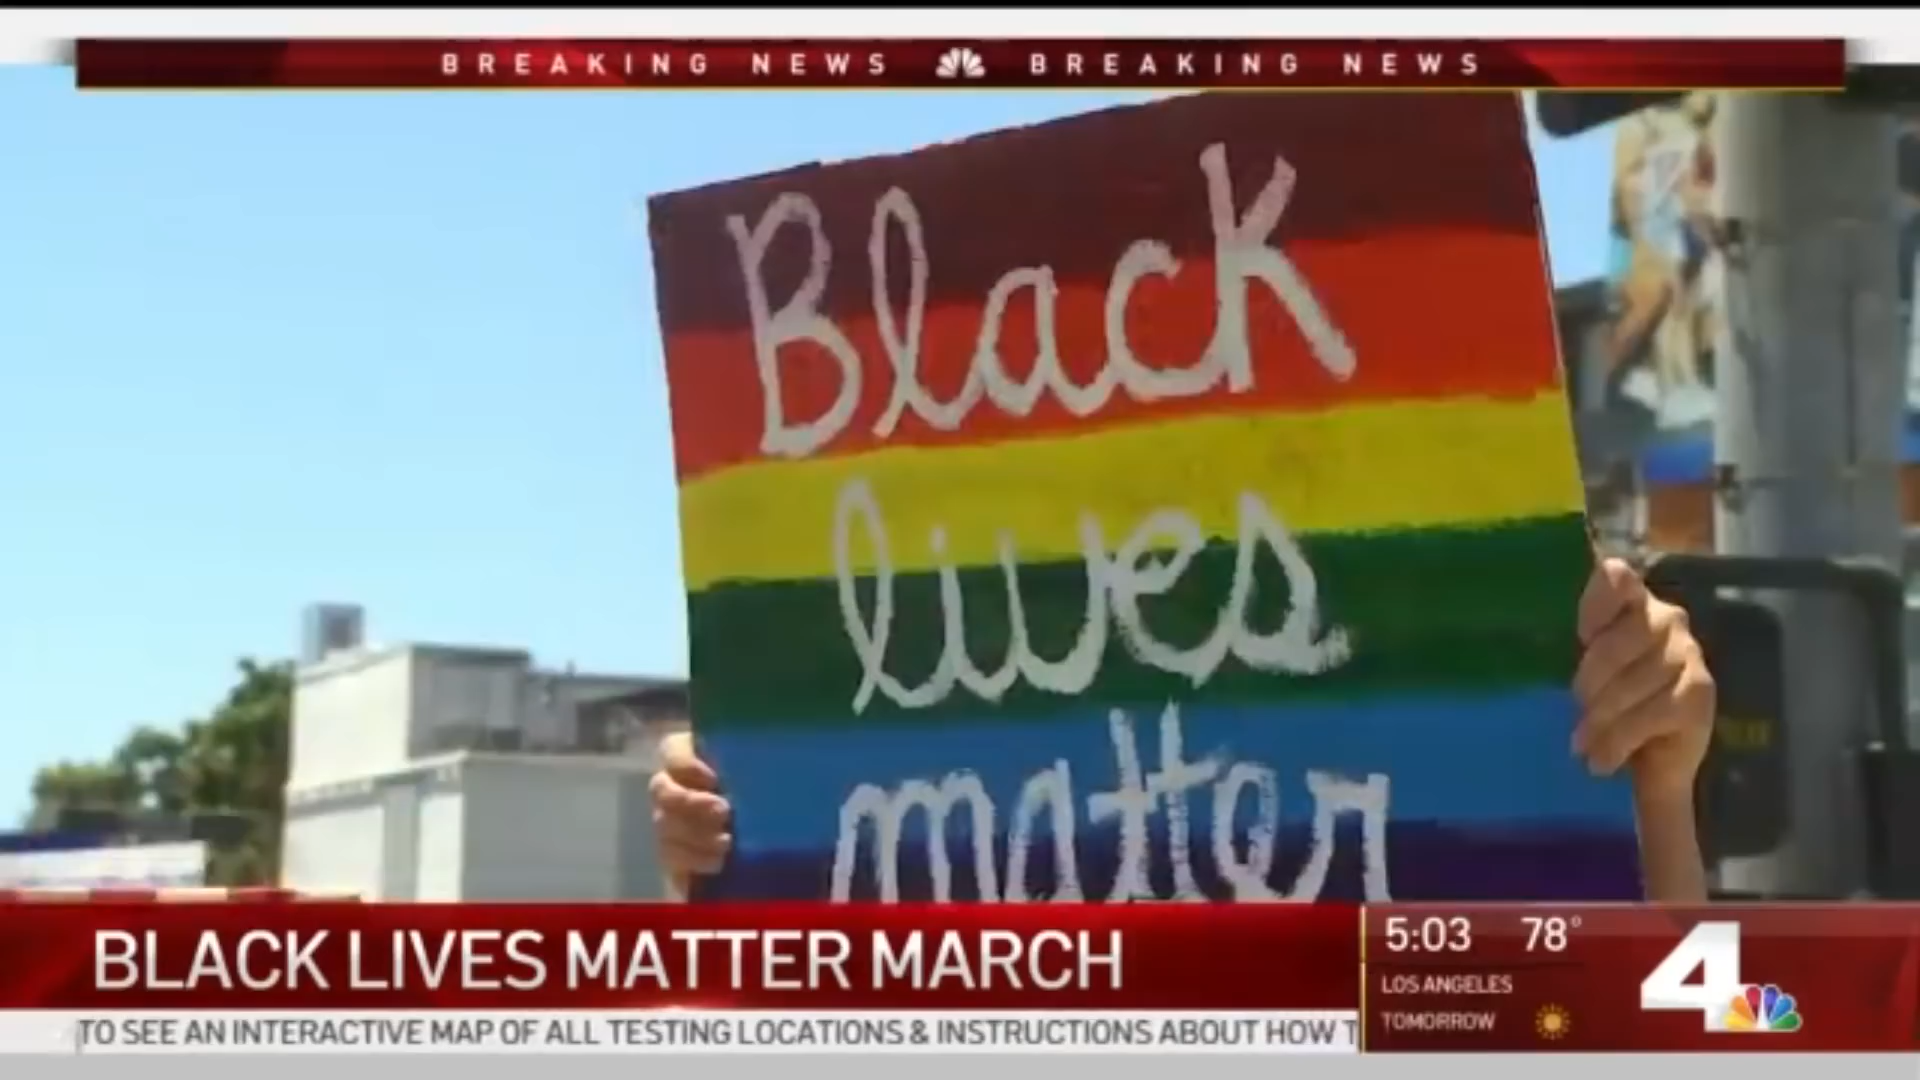 BREAKING NEWS BREAKING NEWS
Black
lives
matter
BLACK LIVES MATTER MARCH
5:03 78°
LOS ANGELES
TOMORROW
4
TO SEE AN INTERACTIVE MAP OF ALL TESTING LOCATIONS & INSTRUCTIONS ABOUT HOW T